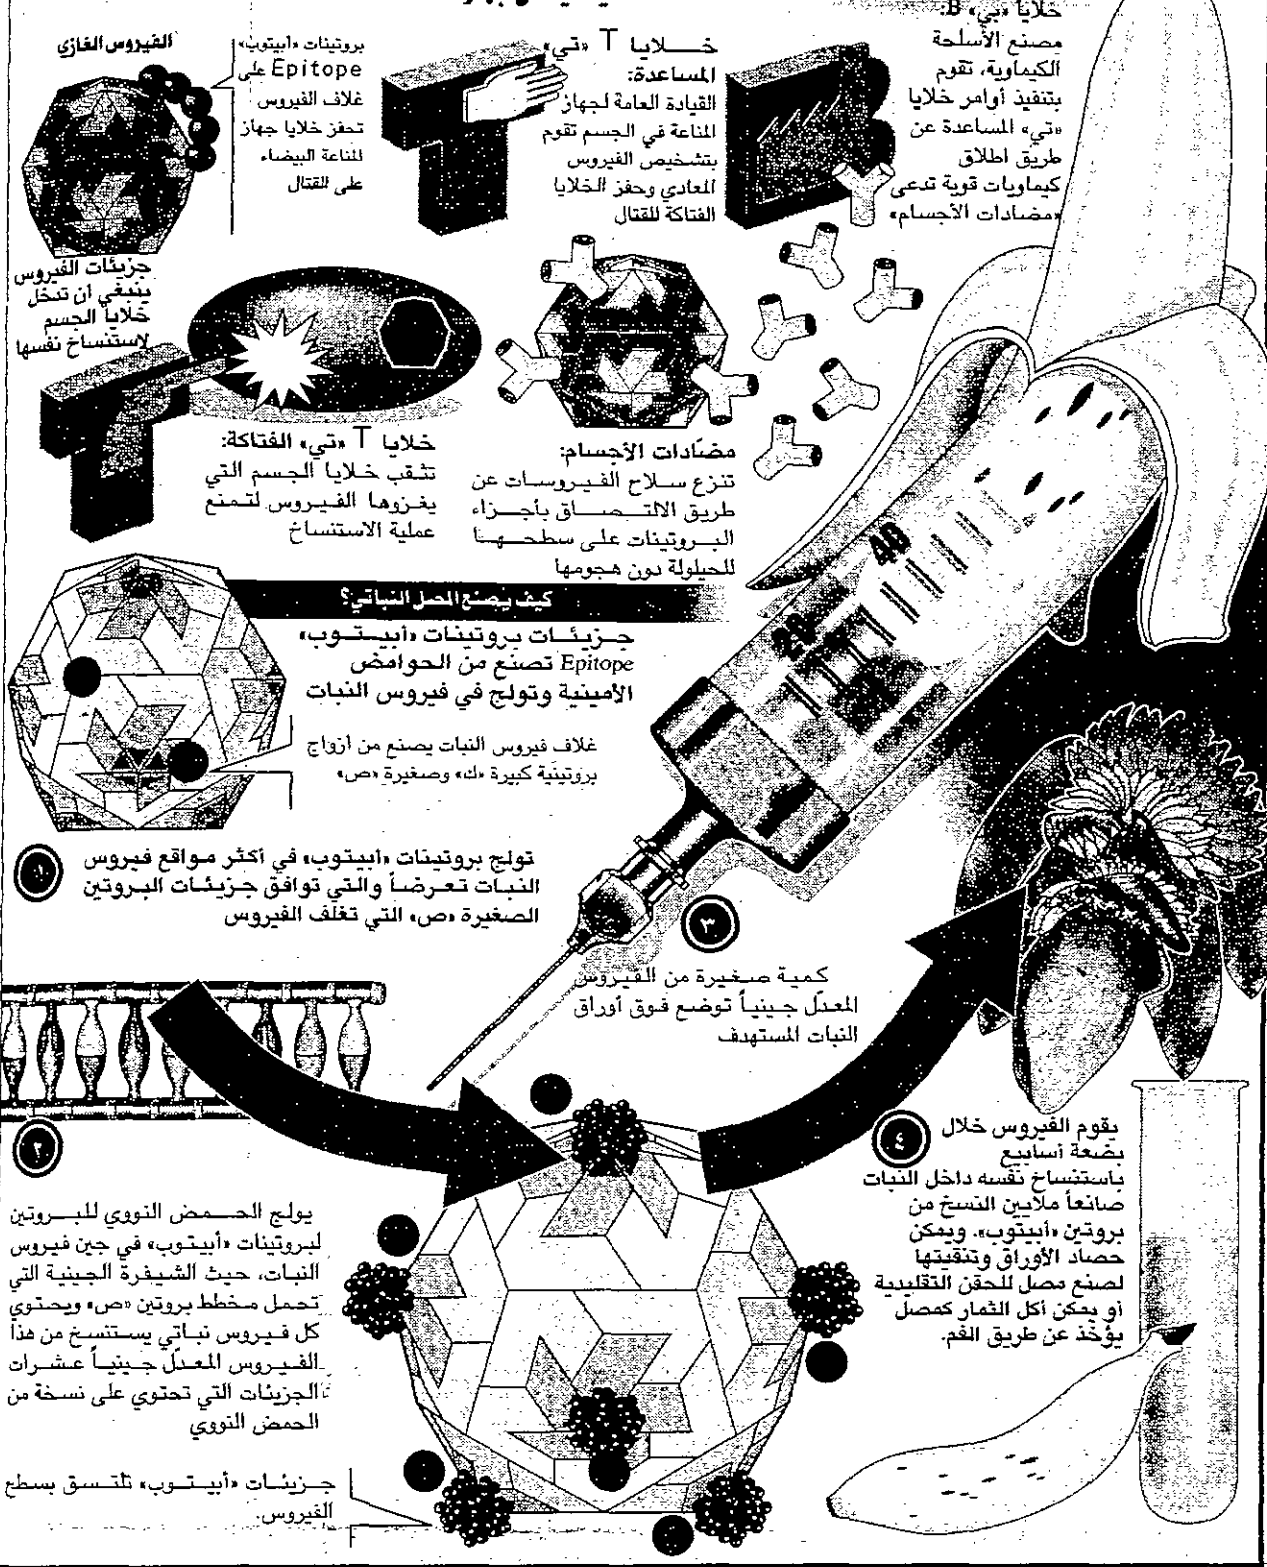 خلايا «بي» B:
مصنع الأسلحة
الكيماوية، تقوم
بتنفيذ أوامر خلايا
«تي» المساعدة عن
طريق اطلاق
كيماويات قوية تدعى
«مضادات الأجسام»
خلايا T «تي»
المساعدة:
القيادة العامة لجهاز
المناعة في الجسم تقوم
بتشخيص الفيروس
المعادي وحفز الخلايا
الفتاكة للقتال
بروتينات «أبيتوب»
Epitope على
غلاف الفيروس
تحفز خلايا جهاز
المناعة البيضاء
على القتال
الفيروس الغازي
جزيئات الفيروس
ينبغي أن تدخل
خلايا الجسم
لاستنساخ نفسها
مضادات الأجسام:
تنزع سلاح الفيروسات عن
طريق الالتصاق بأجزاء
البروتينات على سطحها
للحيلولة دون هجومها
خلايا T «تي» الفتاكة:
تثقب خلايا الجسم التي
يغزوها الفيروس لتمنع
عملية الاستنساخ
كيف يصنع المصل النباتي؟
جزيئات بروتينات «أبيتوب»
Epitope تصنع من الحوامض
الأمينية وتولج في فيروس النبات
غلاف فيروس النبات يصنع من ازواج
بروتينية كبيرة «ك» وصغيرة «ص»
40
١
تولج بروتينات «أبيتوب» في أكثر مواقع فيروس
النبات تعرضاً والتي توافق جزيئات البروتين
الصغيرة «ص» التي تغلف الفيروس
٢
يولج الحمض النووي للبروتين
لبروتينات «أبيتوب» في جين فيروس
النبات، حيث الشيفرة الجينية التي
تحمل مخطط بروتين «ص» ويحتوي
كل فيروس نباتي يستنسخ من هذا
الفيروس المعدّل جينياً عشرات
الجزيئات التي تحتوي على نسخة من
الحمض النووي
جزيئات «أبيتوب» تلتسق بسطح
الفيروس.
٣
كمية صغيرة من الفيروس
المعدّل جينياً توضع فوق أوراق
النبات المستهدف
٤
يقوم الفيروس خلال
بضعة أسابيع
باستنساخ نفسه داخل النبات
صانعاً ملايين النسخ من
بروتين «أبيتوب». ويمكن
حصاد الأوراق وتنقيتها
لصنع مصل للحقن التقليدية
أو يمكن أكل الثمار كمصل
يؤخذ عن طريق الفم.